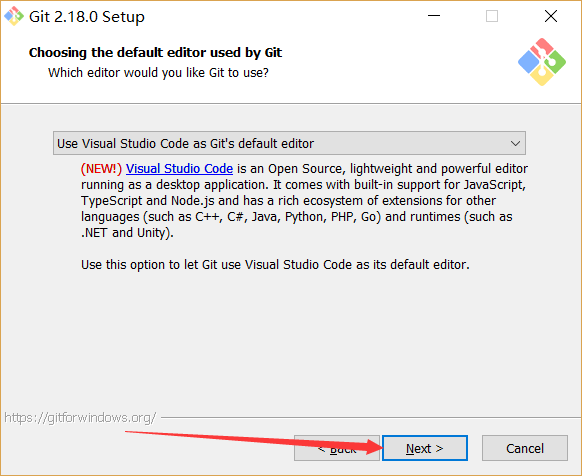 Git 2.18.0 Setup
Choosing the default editor used by Git
Which editor would you like Git to use?
Use Visual Studio Code as Git's default editor
(NEW!) Visual Studio Code is an Open Source, lightweight and powerful editor
running as a desktop application. It comes with built-in support for JavaScript,
TypeScript and Node.js and has a rich ecosystem of extensions for other
languages (such as C++, C#, Java, Python, PHP, Go) and runtimes (such as
.NET and Unity).
Use this option to let Git use Visual Studio Code as its default editor.
https://gitforwindows.org/
< Back
Next >
Cancel